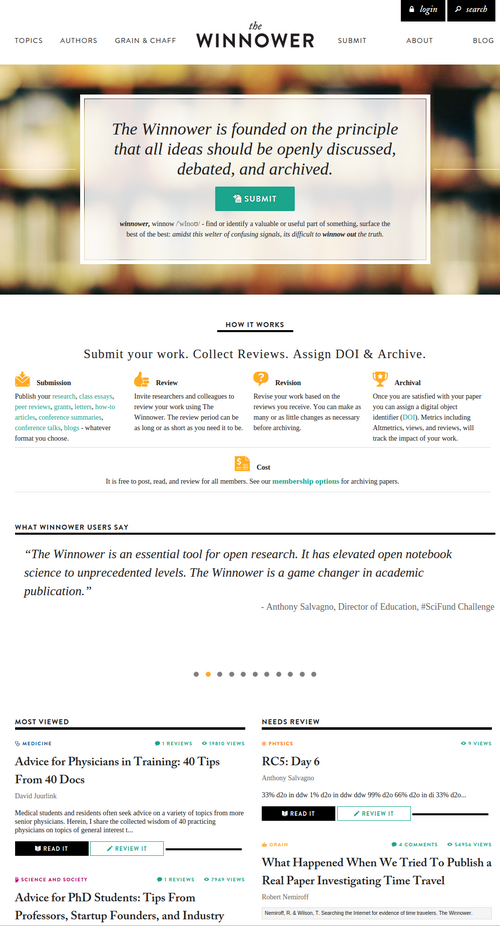 login
search
TOPICS
AUTHORS
GRAIN & CHAFF
the
WINNOWER
SUBMIT
ABOUT
BLOG
The Winnower is founded on the principle
that all ideas should be openly discussed,
debated, and archived.
SUBMIT
winnower, winnow /'wInoʊ/ - find or identify a valuable or useful part of something, surface the
best of the best: amidst this welter of confusing signals, its difficult to winnow out the truth.
HOW IT WORKS
Submit your work. Collect Reviews. Assign DOI & Archive.
Submission
Publish your research, class essays,
peer reviews, grants, letters, how-to
articles, conference summaries,
conference talks, blogs - whatever
format you choose.
Review
Invite researchers and colleagues to
review your work using The
Winnower. The review period can be
as long or as short as you need it to be.
Revision
Revise your work based on the
reviews you receive. You can make as
many or as little changes as necessary
before archiving.
Archival
Once you are satisfied with your paper
you can assign a digital object
identifier (DOI). Metrics including
Altmetrics, views, and reviews, will
track the impact of your work.
Cost
It is free to post, read, and review for all members. See our membership options for archiving papers.
WHAT WINNOWER USERS SAY
“The Winnower is an essential tool for open research. It has elevated open notebook
science to unprecedented levels. The Winnower is a game changer in academic
publication.”
- Anthony Salvagno, Director of Education, #SciFund Challenge
MOST VIEWED
MEDICINE 1 REVIEWS 19810 VIEWS
Advice for Physicians in Training: 40 Tips
From 40 Docs
David Juurlink
Medical students and residents often seek advice on a variety of topics from more
senior physicians. Herein, I share the collected wisdom of 40 practicing
physicians on topics of general interest t...
READ IT REVIEW IT
SCIENCE AND SOCIETY 1 REVIEWS 7949 VIEWS
Advice for PhD Students: Tips From
Professors, Startup Founders, and Industry
NEEDS REVIEW
PHYSICS 9 VIEWS
RC5: Day 6
Anthony Salvagno
33% d2o in ddw 1% d2o in ddw ddw 99% d2o 66% d2o in di 33% d2o...
READ IT REVIEW IT
GRAIN 4 COMMENTS 54956 VIEWS
What Happened When We Tried To Publish a
Real Paper Investigating Time Travel
Robert Nemiroff
Nemiroff, R. & Wilson, T. Searching the Internet for evidence of time travelers. The Winnower.